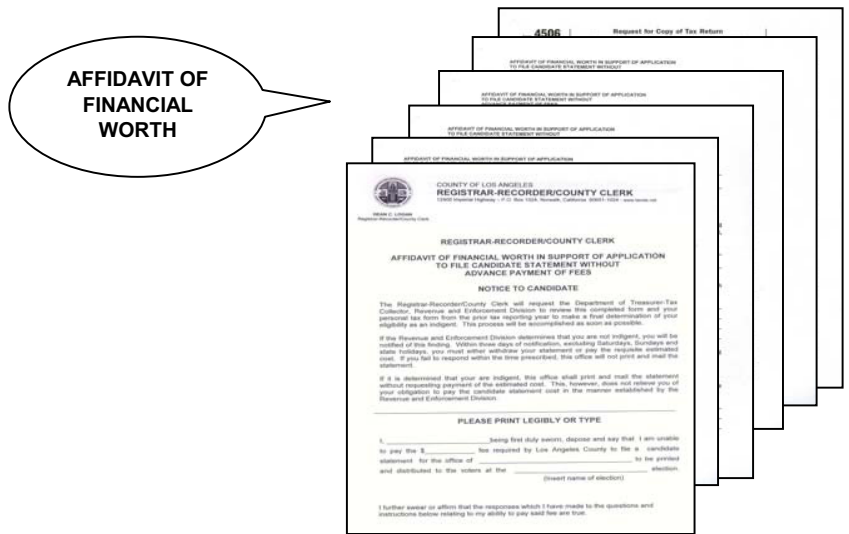 AFFIDAVIT OF
FINANCIAL
WORTH
4506 Request for Copy of Tax Return
AFFIDAVIT OF FINANCIAL WORTH IN SUPPORT OF APPLICATION
TO FILE CANDIDATE STATEMENT WITHOUT
AFFIDAVIT OF FINANCIAL WORTH IN SUPPORT OF APPLICATION
TO FILE CANDIDATE STATEMENT WITHOUT
ADVANCE PAYMENT OF FEES
AFFIDAVIT OF FINANCIAL WORTH IN SUPPORT OF APPLICATION
TO FILE CANDIDATE STATEMENT WITHOUT
AFFIDAVIT OF FINANCIAL WORTH IN SUPPORT OF APPLICATION
COUNTY OF LOS ANGELES
REGISTRAR-RECORDER/COUNTY CLERK
12400 Imperial Highway – P.O. Box 1024, Norwalk, California 90651-1024 - www.lavote.net
DEAN C. LOGAN
Registrar-Recorder/County Clerk
REGISTRAR-RECORDER/COUNTY CLERK
AFFIDAVIT OF FINANCIAL WORTH IN SUPPORT OF APPLICATION
TO FILE CANDIDATE STATEMENT WITHOUT
ADVANCE PAYMENT OF FEES
NOTICE TO CANDIDATE
The Registrar-Recorder/County Clerk will request the Department of Treasurer-Tax
Collector, Revenue and Enforcement Division to review this completed form and your
personal tax form from the prior tax reporting year to make a final determination of your
eligibility as an indigent. This process will be accomplished as soon as possible.
If the Revenue and Enforcement Division determines that you are not indigent, you will be
notified of this finding. Within three days of notification, excluding Saturdays, Sundays and
state holidays, you must either withdraw your statement or pay the requisite estimated
cost. If you fail to respond within the time prescribed, this office will not print and mail the
statement.
If it is determined that your are indigent, this office shall print and mail the statement
without requesting payment of the estimated cost. This, however, does not relieve you of
your obligation to pay the candidate statement cost in the manner established by the
Revenue and Enforcement Division.
PLEASE PRINT LEGIBLY OR TYPE
I, ____________________being first duly sworn, depose and say that I am unable
to pay the $__________ fee required by Los Angeles County to file a candidate
statement for the office of ______________________________ to be printed
and distributed to the voters at the ___________________________ election.
(Insert name of election)
I further swear or affirm that the responses which I have made to the questions and
instructions below relating to my ability to pay said fee are true.